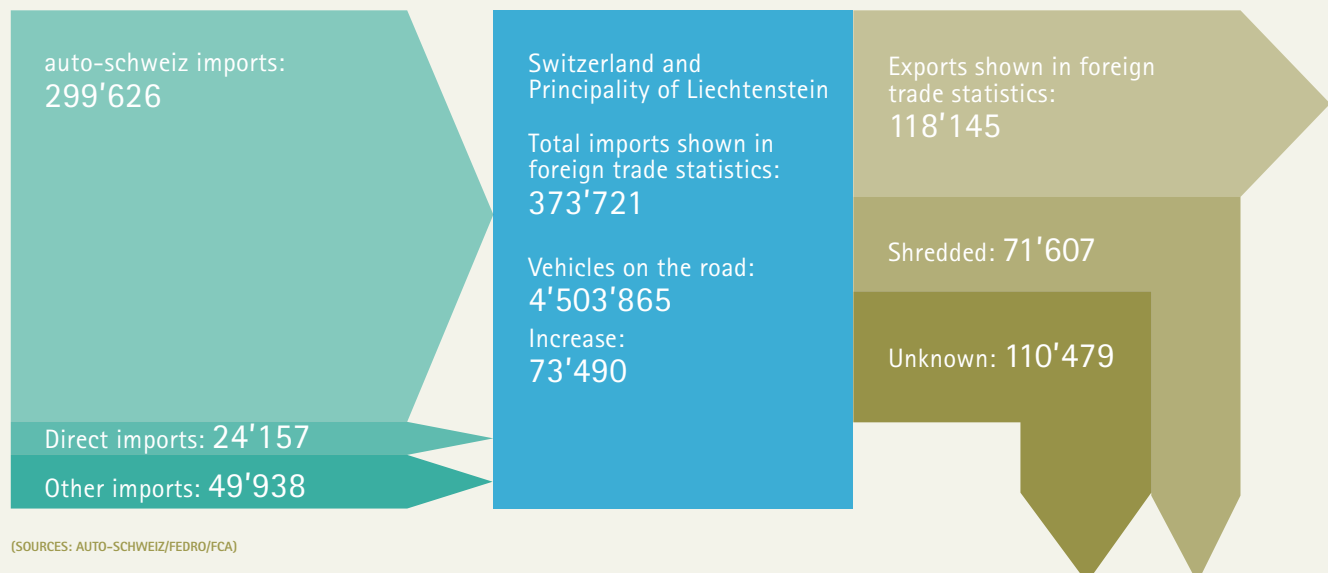 auto-schweiz imports:
299'626
Direct imports: 24'157
Other imports: 49'938
Switzerland and
Principality of Liechtenstein
Total imports shown in
foreign trade statistics:
373'721
Vehicles on the road:
4'503'865
Increase:
73'490
Exports shown in foreign
trade statistics:
118'145
Shredded: 71'607
Unknown: 110'479
(SOURCES: AUTO-SCHWEIZ/FEDRO/FCA)